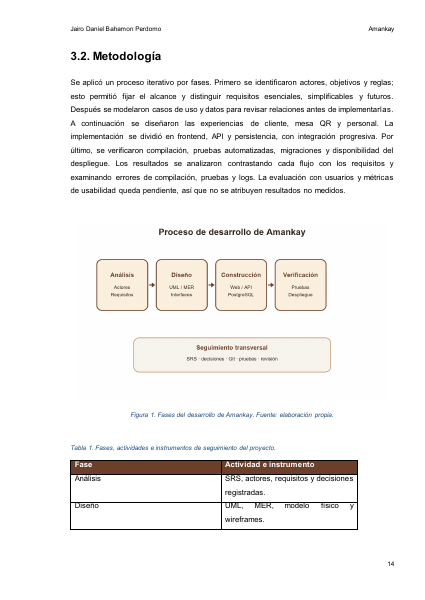 Jairo Daniel Bahamon Perdomo
Amankay
3.2. Metodología
Se aplicó un proceso iterativo por fases. Primero se identificaron actores, objetivos y reglas;
esto permitió fijar el alcance y distinguir requisitos esenciales, simplificables y futuros.
Después se modelaron casos de uso y datos para revisar relaciones antes de implementarlas.
A continuación se diseñaron las experiencias de cliente, mesa QR y personal. La
implementación se dividió en frontend, API y persistencia, con integración progresiva. Por
último, se verificaron compilación, pruebas automatizadas, migraciones y disponibilidad del
despliegue. Los resultados se analizaron contrastando cada flujo con los requisitos y
examinando errores de compilación, pruebas y logs. La evaluación con usuarios y métricas
de usabilidad queda pendiente, así que no se atribuyen resultados no medidos.
Proceso de desarrollo de Amankay
Análisis
Actores
Requisitos
Diseño
UML / MER
Interfaces
Construcción
Web / API
PostgreSQL
Verificación
Pruebas
Despliegue
Seguimiento transversal
SRS · decisiones · Git · pruebas · revisión
Figura 1. Fases del desarrollo de Amankay. Fuente: elaboración propia.
Tabla 1. Fases, actividades e instrumentos de seguimiento del proyecto.
Fase
Actividad e instrumento
Análisis
SRS, actores, requisitos y decisiones
registradas.
Diseño
UML, MER, modelo físico y
wireframes.
14